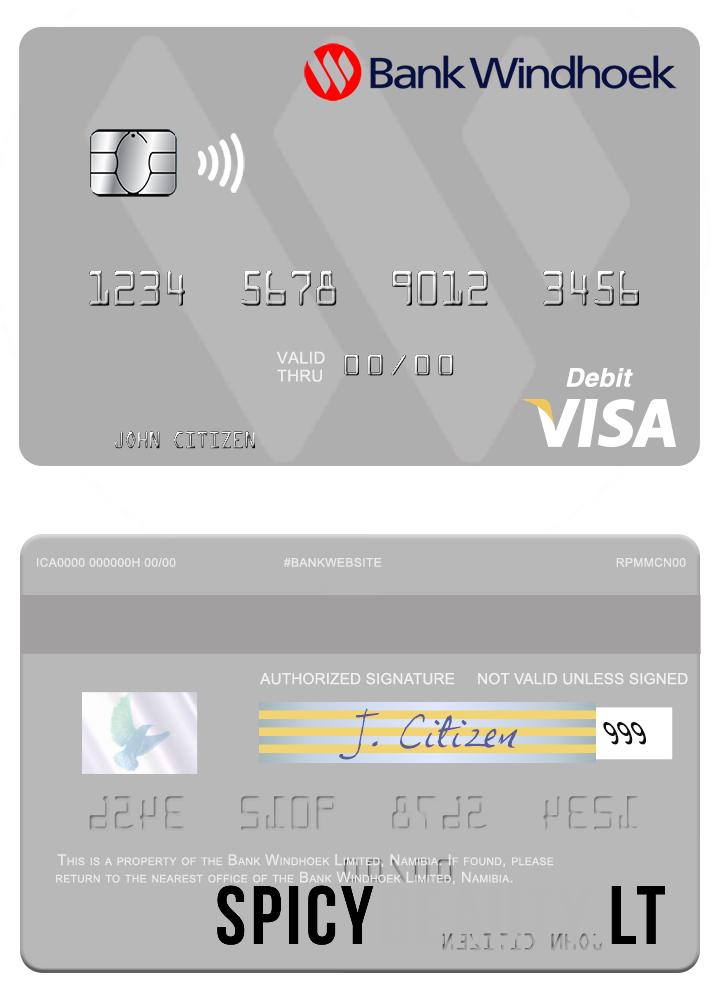 Bank Windhoek
1234 5678 9012 3456
VALID THRU 00/00
Debit
VISA
JOHN CITIZEN
ICA0000 000000H 00/00 #BANKWEBSITE RPMMCN00
AUTHORIZED SIGNATURE NOT VALID UNLESS SIGNED
J. Citizen 999
THIS IS A PROPERTY OF THE BANK WINDHOEK LIMITED, NAMIBIA. IF FOUND, PLEASE
RETURN TO THE NEAREST OFFICE OF THE BANK WINDHOEK LIMITED, NAMIBIA.
SPICY LT